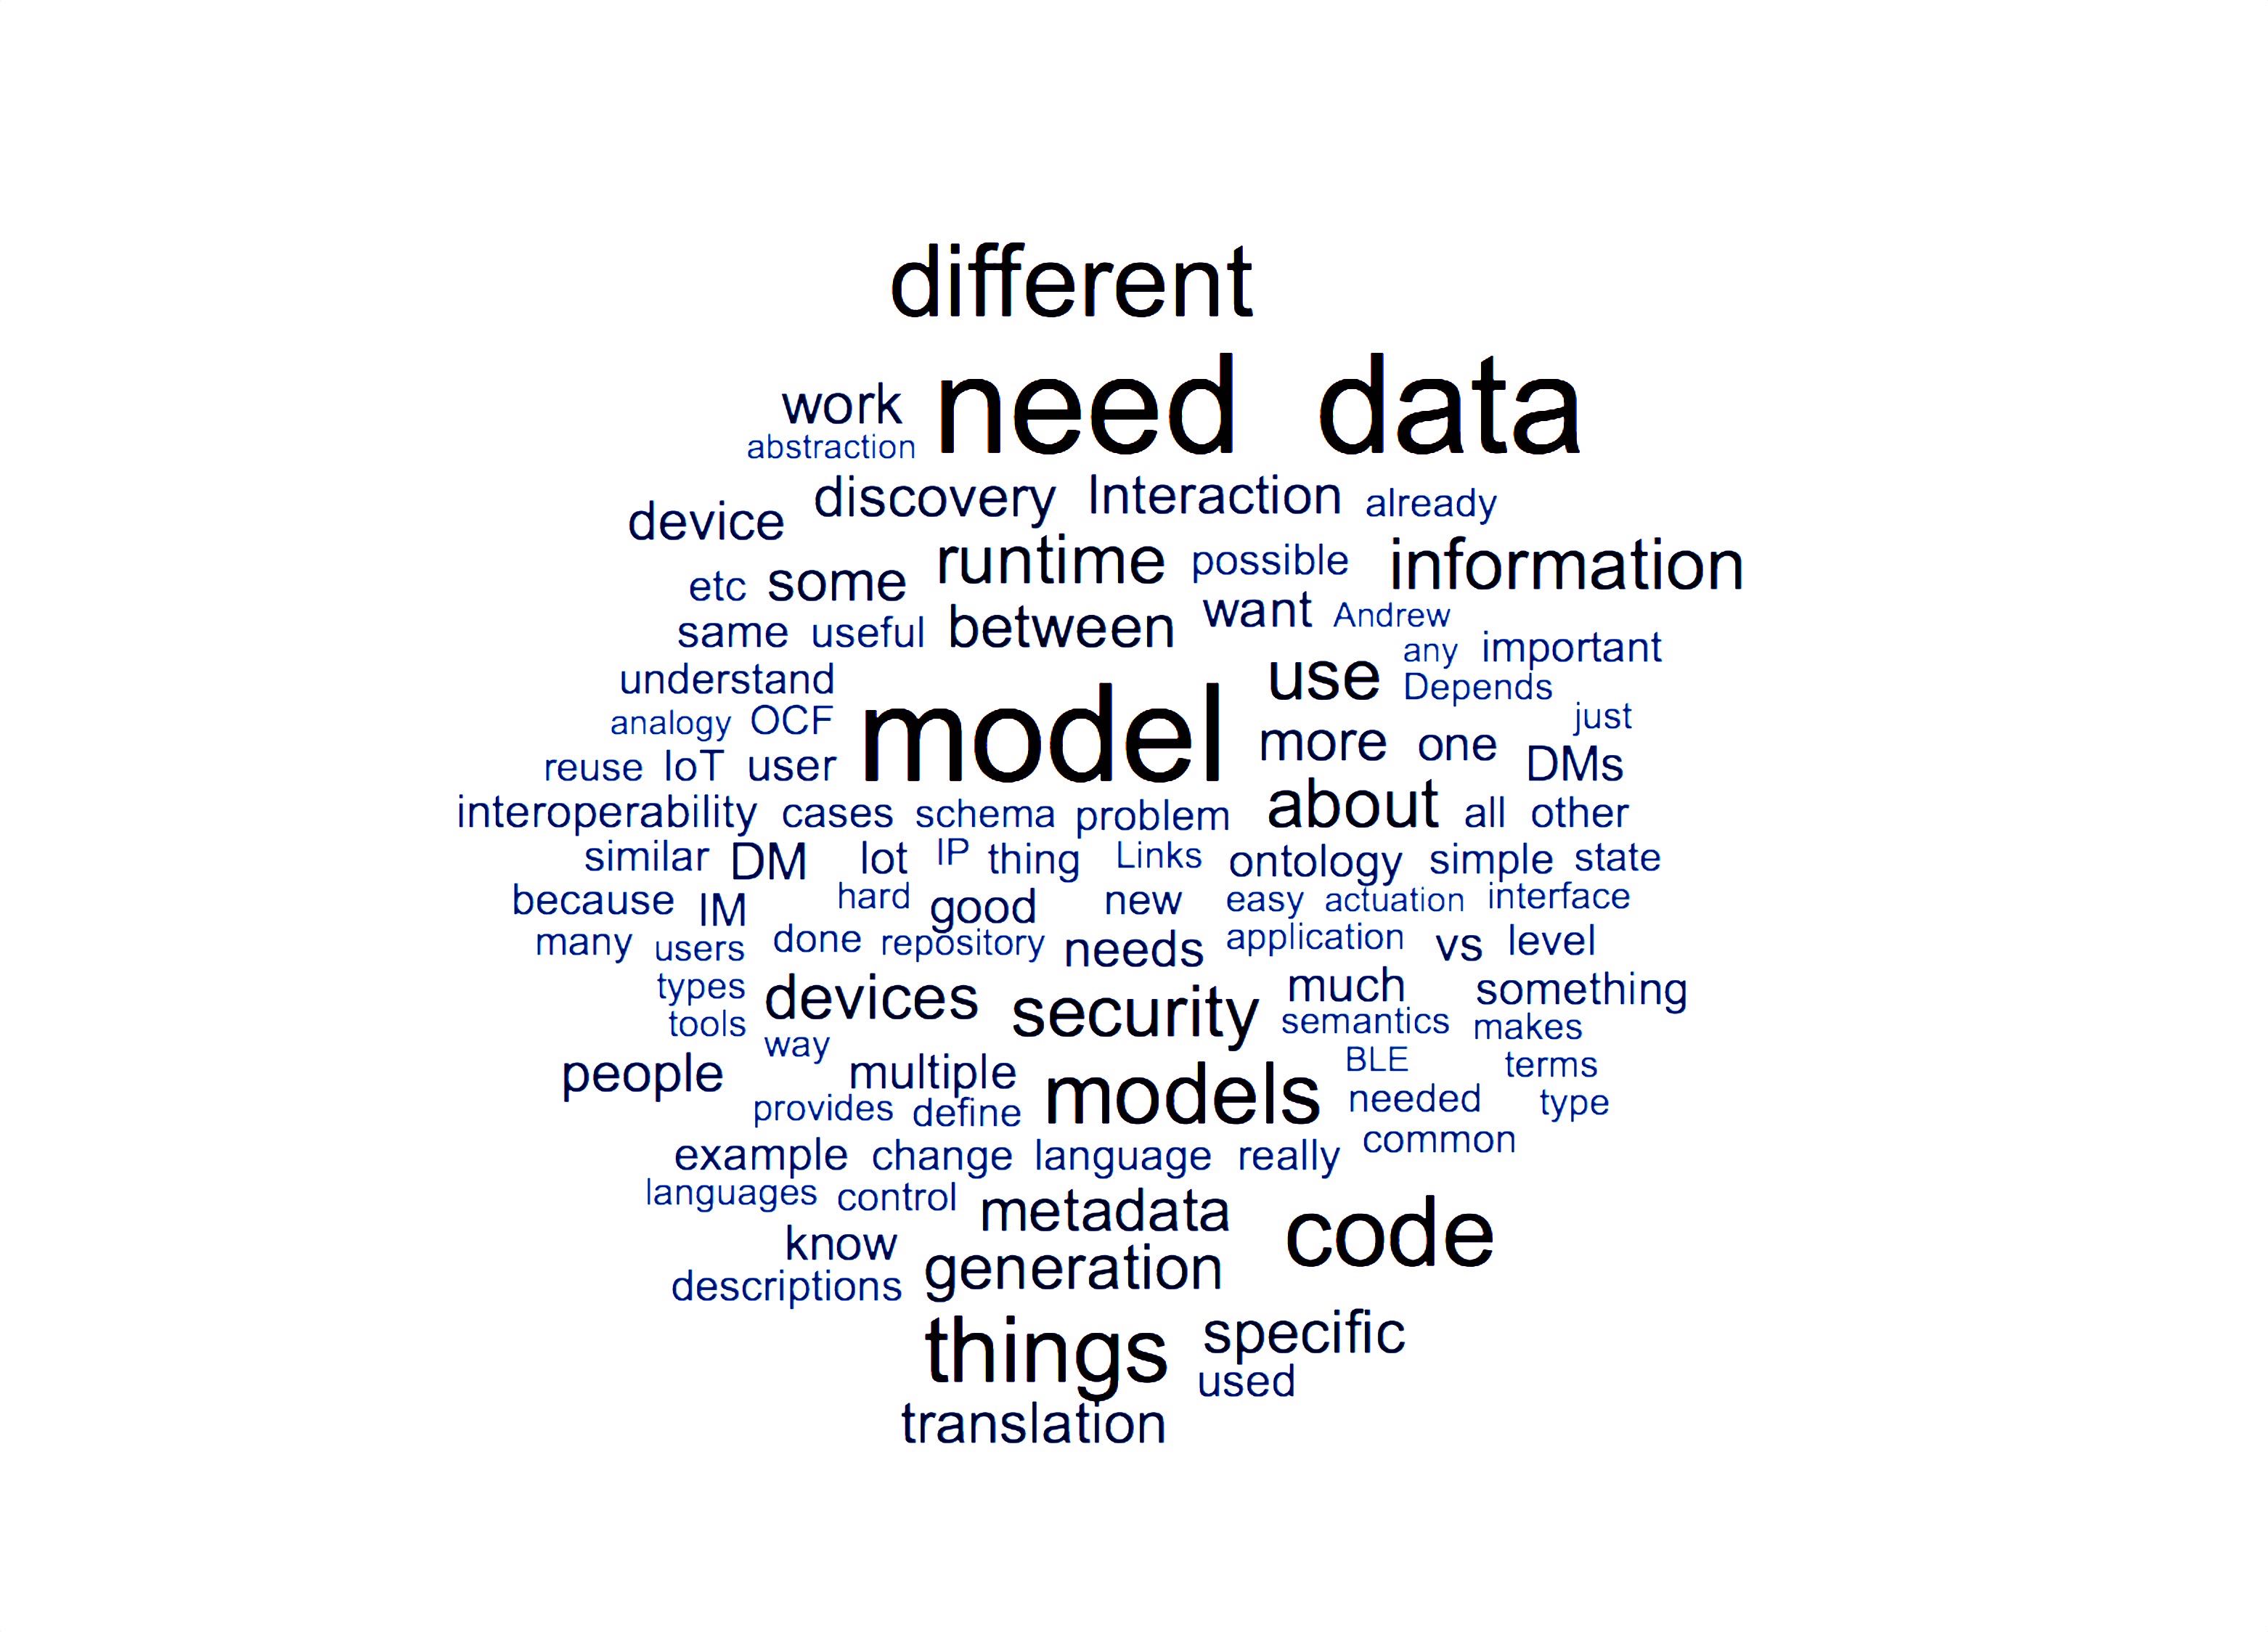 different
work need data
abstraction
device discovery Interaction already
etc some runtime possible information
same useful between want Andrew
any important
understand use Depends
analogy OCF model just
reuse IoT user more one DMs
interoperability cases schema problem about all other
similar DM lot IP thing Links ontology simple state
because IM hard good new easy actuation interface
many users done repository needs application vs level
types devices security much something
tools semantics makes
way
people multiple models BLE terms
provides define needed type
example change language really common
languages control metadata code
know
descriptions generation
things specific
used
translation